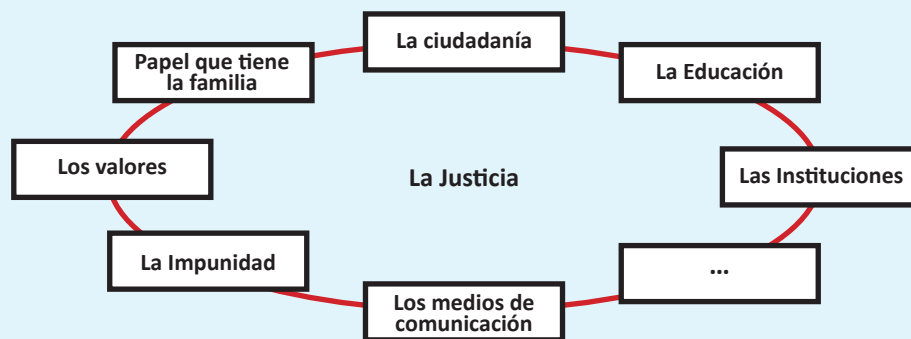 La ciudadanía
Papel que tiene
la familia
La Educación
Los valores
La Justicia
Las Instituciones
La Impunidad
...
Los medios de
comunicación